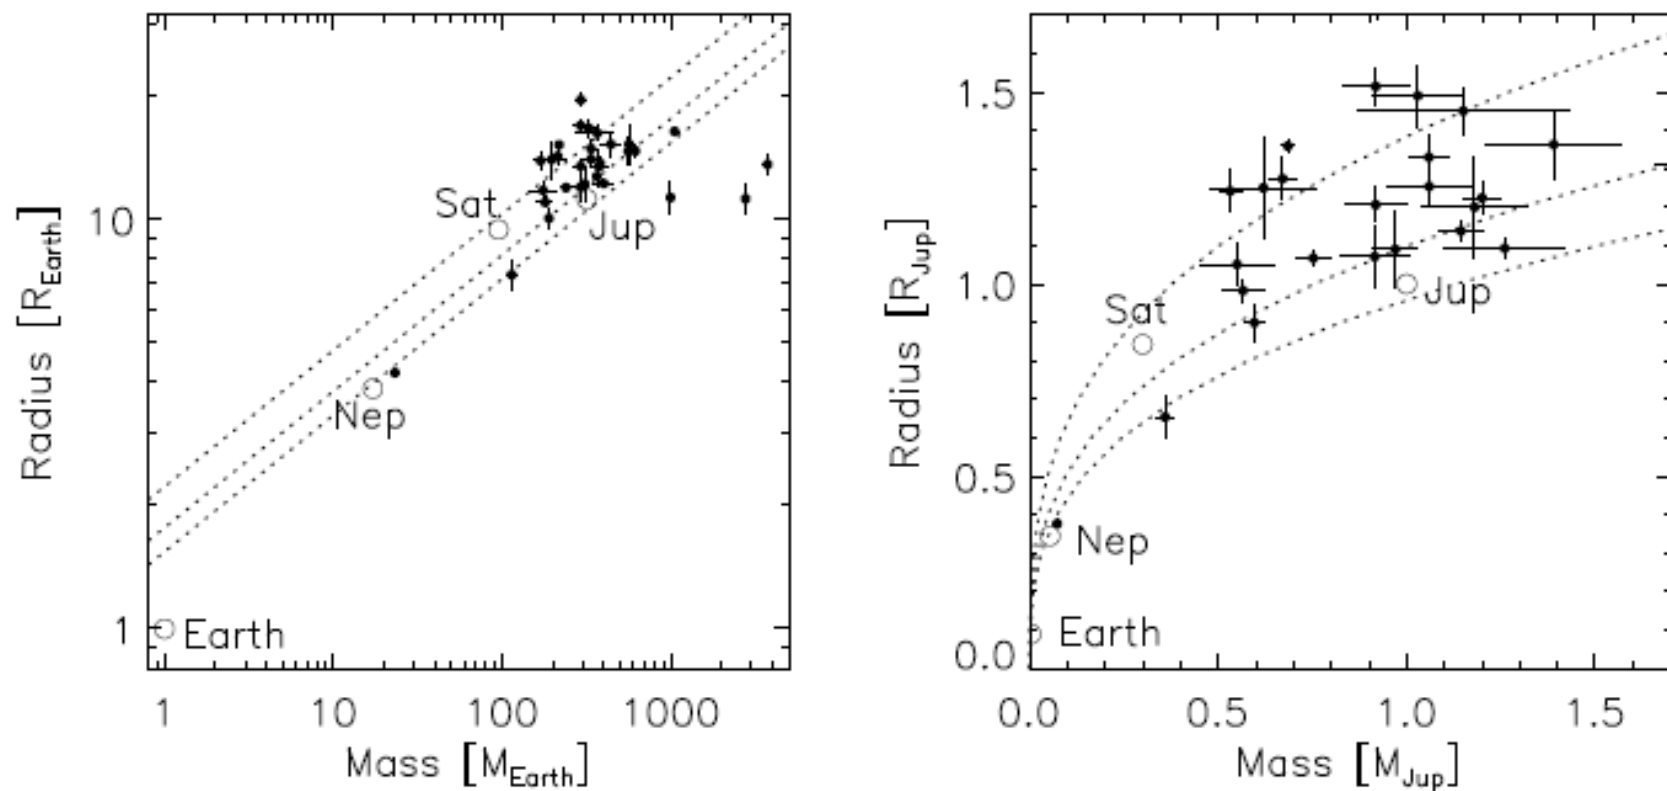 Radius [R_Earth]
10
1
Sat
Jup
Nep
Earth
1 10 100 1000
Mass [M_Earth]
Radius [R_Jup]
1.5
1.0
0.5
0.0
Sat
Jup
Nep
Earth
0.0 0.5 1.0 1.5
Mass [M_Jup]